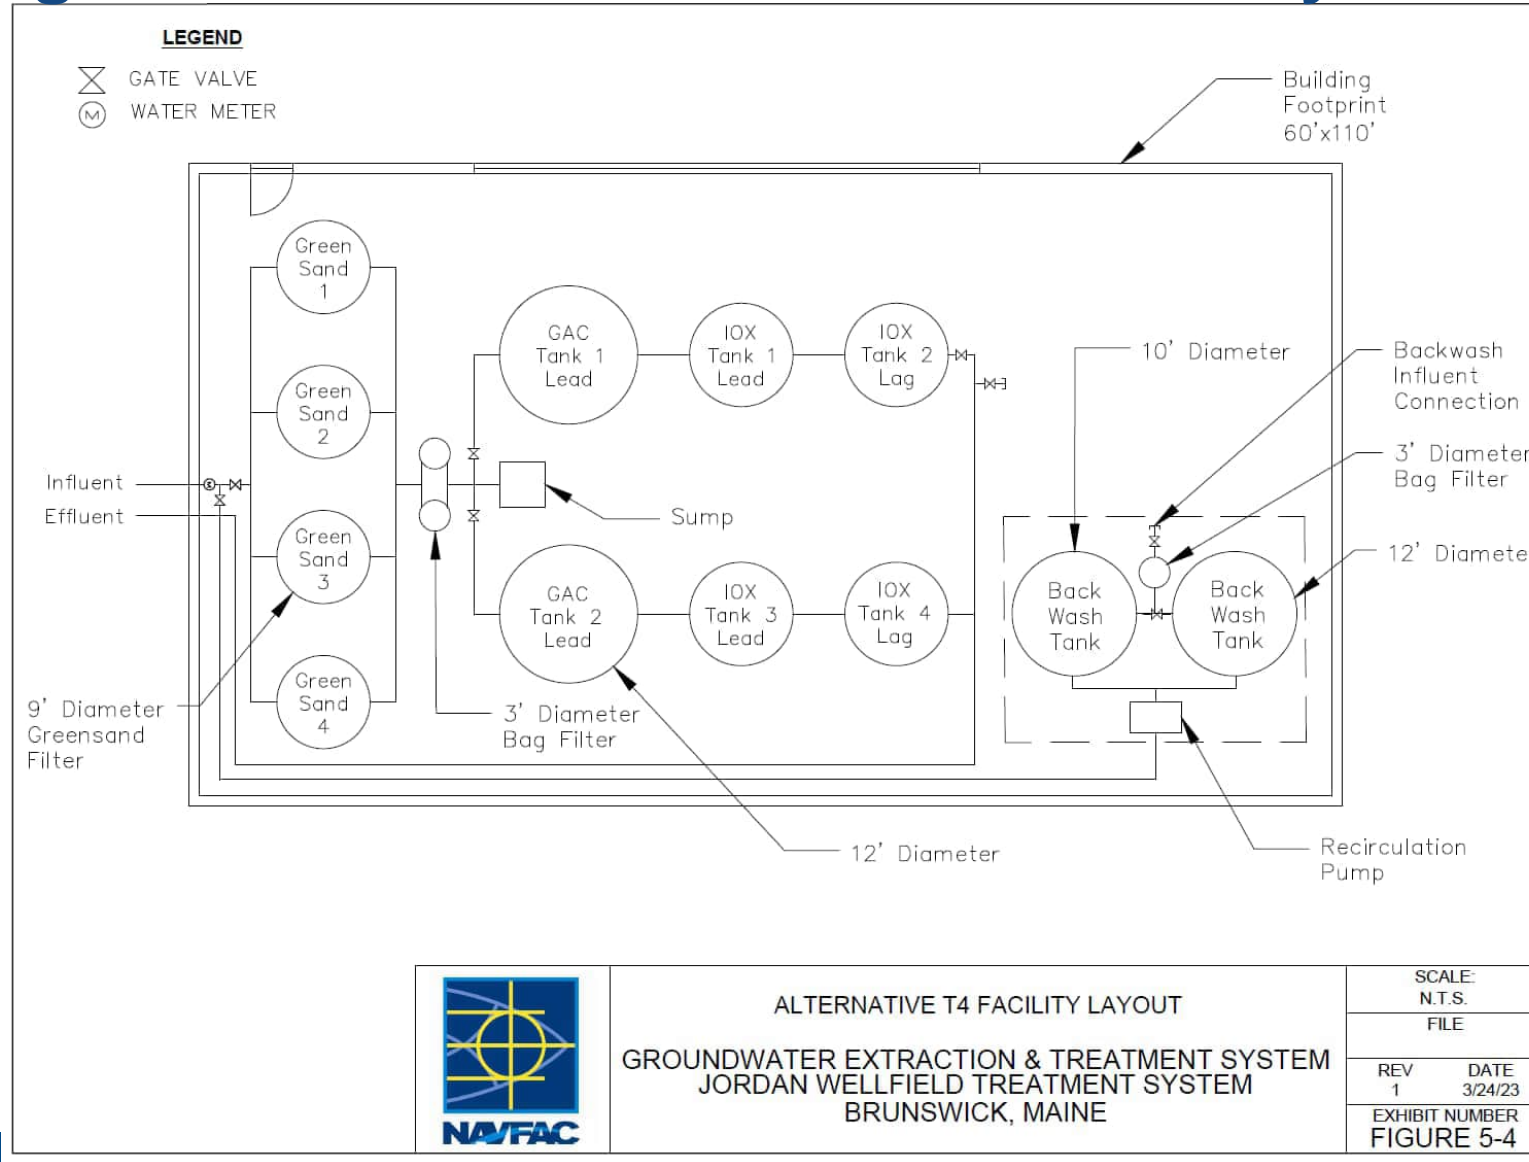 LEGEND
GATE VALVE
M WATER METER
Building
Footprint
60'x110'
Green
Sand
1
Green
Sand
2
Green
Sand
3
Green
Sand
4
GAC
Tank 1
Lead
IOX
Tank 1
Lead
IOX
Tank 2
Lag
10' Diameter
Backwash
Influent
Connection
3' Diameter
Bag Filter
12' Diamete
Influent
Effluent
Sump
GAC
Tank 2
Lead
IOX
Tank 3
Lead
IOX
Tank 4
Lag
Back
Wash
Tank
Back
Wash
Tank
9' Diameter
Greensand
Filter
3' Diameter
Bag Filter
12' Diameter
Recirculation
Pump
NAVFAC
ALTERNATIVE T4 FACILITY LAYOUT
GROUNDWATER EXTRACTION & TREATMENT SYSTEM
JORDAN WELLFIELD TREATMENT SYSTEM
BRUNSWICK, MAINE
SCALE:
N.T.S.
FILE
REV DATE
1 3/24/23
EXHIBIT NUMBER
FIGURE 5-4